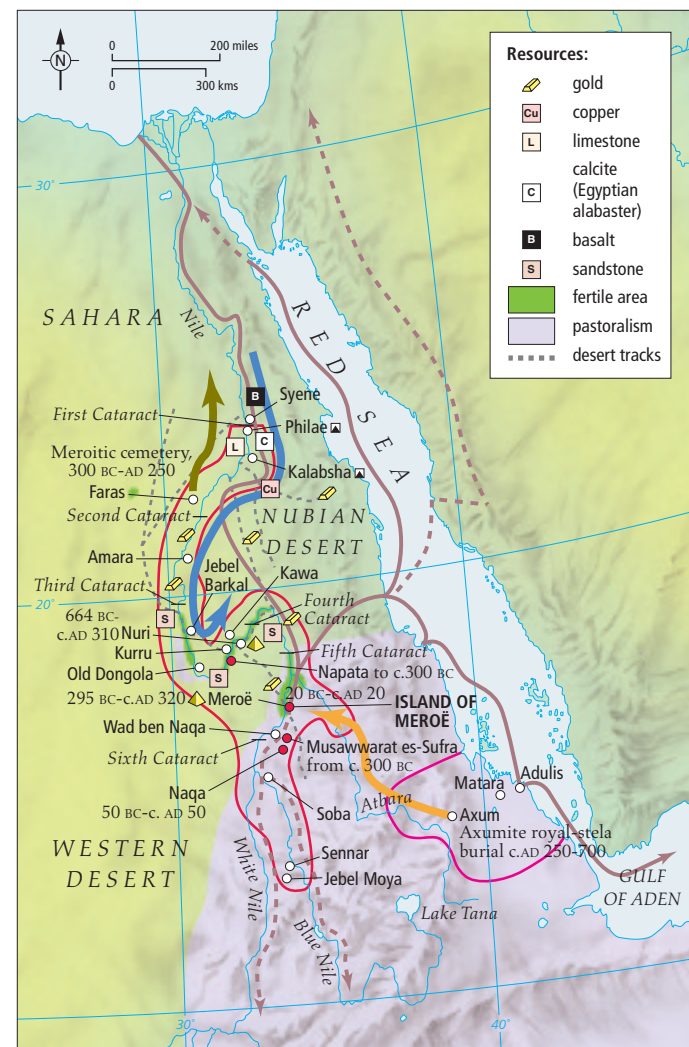 N
0 200 miles
0 300 kms
Resources:
gold
Cu copper
L limestone
C calcite
(Egyptian
alabaster)
B basalt
S sandstone
fertile area
pastoralism
desert tracks
30°
SAHARA
Nile
RED SEA
B
Syene
First Cataract
Philae
L
C
Meroitic cemetery,
300 BC–AD 250
Kalabsha
Faras
Cu
Second Cataract
NUBIAN
DESERT
Amara
Jebel
Barkal
Kawa
Third Cataract
Fourth
Cataract
20°
664 BC–
c.AD 310
S
Nuri
S
Kurru
Fifth Cataract
Old Dongola
S
Napata to c.300 BC
295 BC–c.AD 320
Meroë
20 BC–c.AD 20
ISLAND OF
MEROË
Wad ben Naqa
Musawwarat es-Sufra
from c. 300 BC
Sixth Cataract
Naqa
50 BC–c. AD 50
Matara
Adulis
Atbara
Soba
Axum
Axumite royal-stela
burial c.AD 250-700
WESTERN
DESERT
White Nile
Sennar
Jebel Moya
GULF
OF ADEN
Blue Nile
Lake Tana
30°
40°